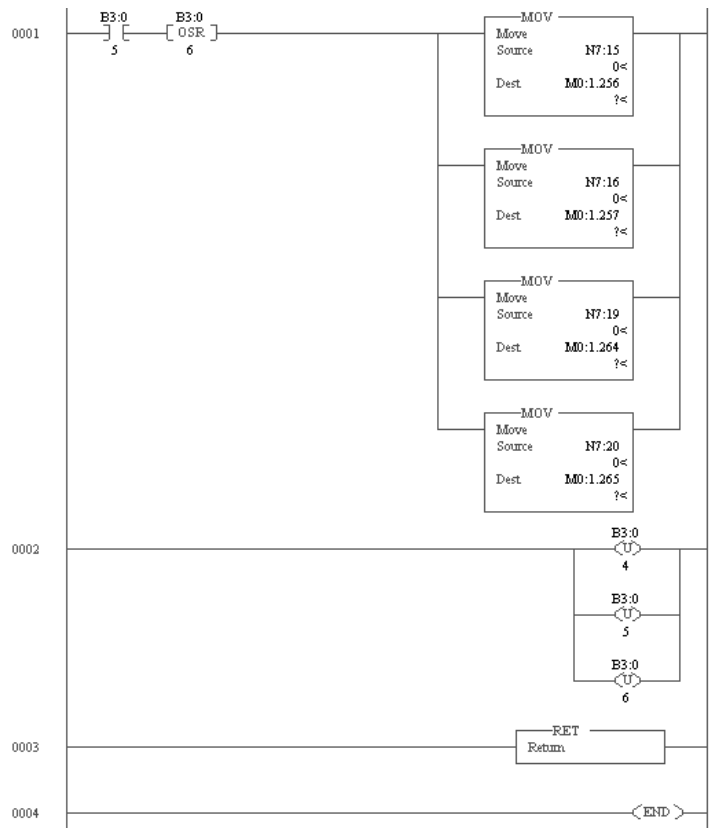 B3:0 B3:0 MOV
0001 OSR Move
5 6 Source N7:15
0<
Dest M0:1.256
?<
MOV
Move
Source N7:16
0<
Dest M0:1.257
?<
MOV
Move
Source N7:19
0<
Dest M0:1.264
?<
MOV
Move
Source N7:20
0<
Dest M0:1.265
?<
B3:0
0002 U
4
B3:0
U
5
B3:0
U
6
RET
0003 Return
0004 END